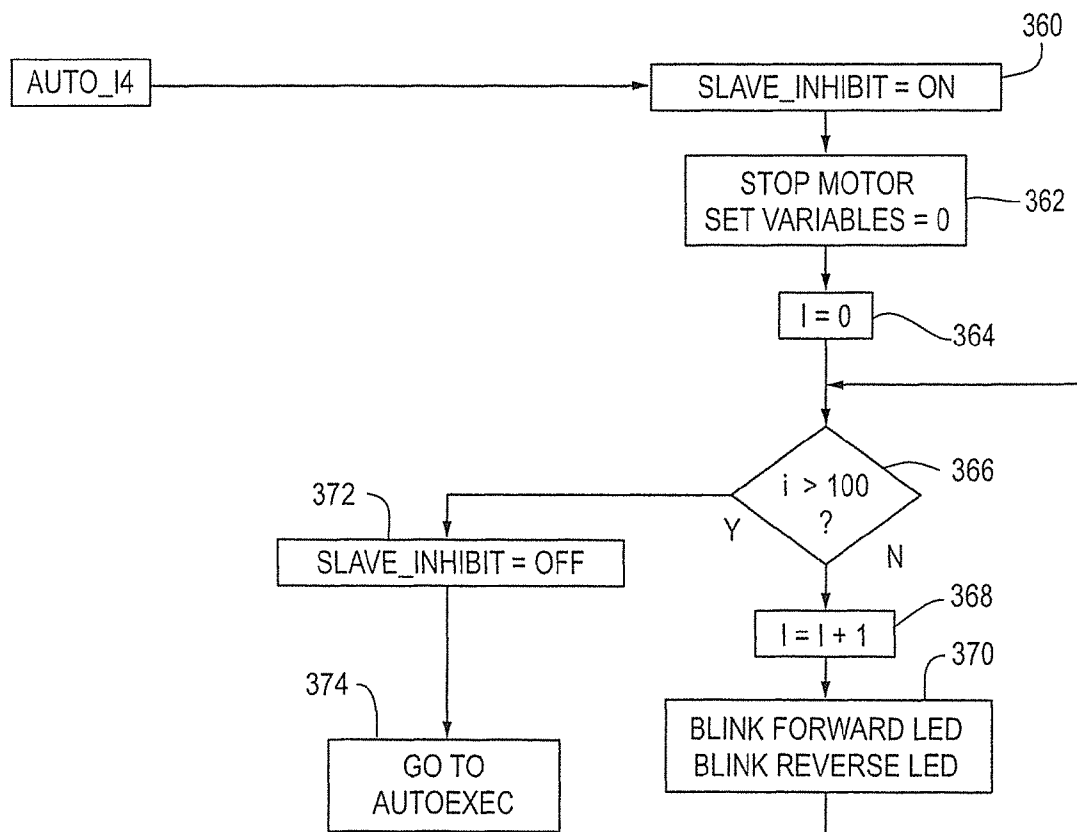 360
AUTO_I4
SLAVE_INHIBIT = ON
STOP MOTOR
SET VARIABLES = 0
362
I = 0
364
i > 100
?
366
Y
N
372
SLAVE_INHIBIT = OFF
I = I + 1
368
370
BLINK FORWARD LED
BLINK REVERSE LED
374
GO TO
AUTOEXEC